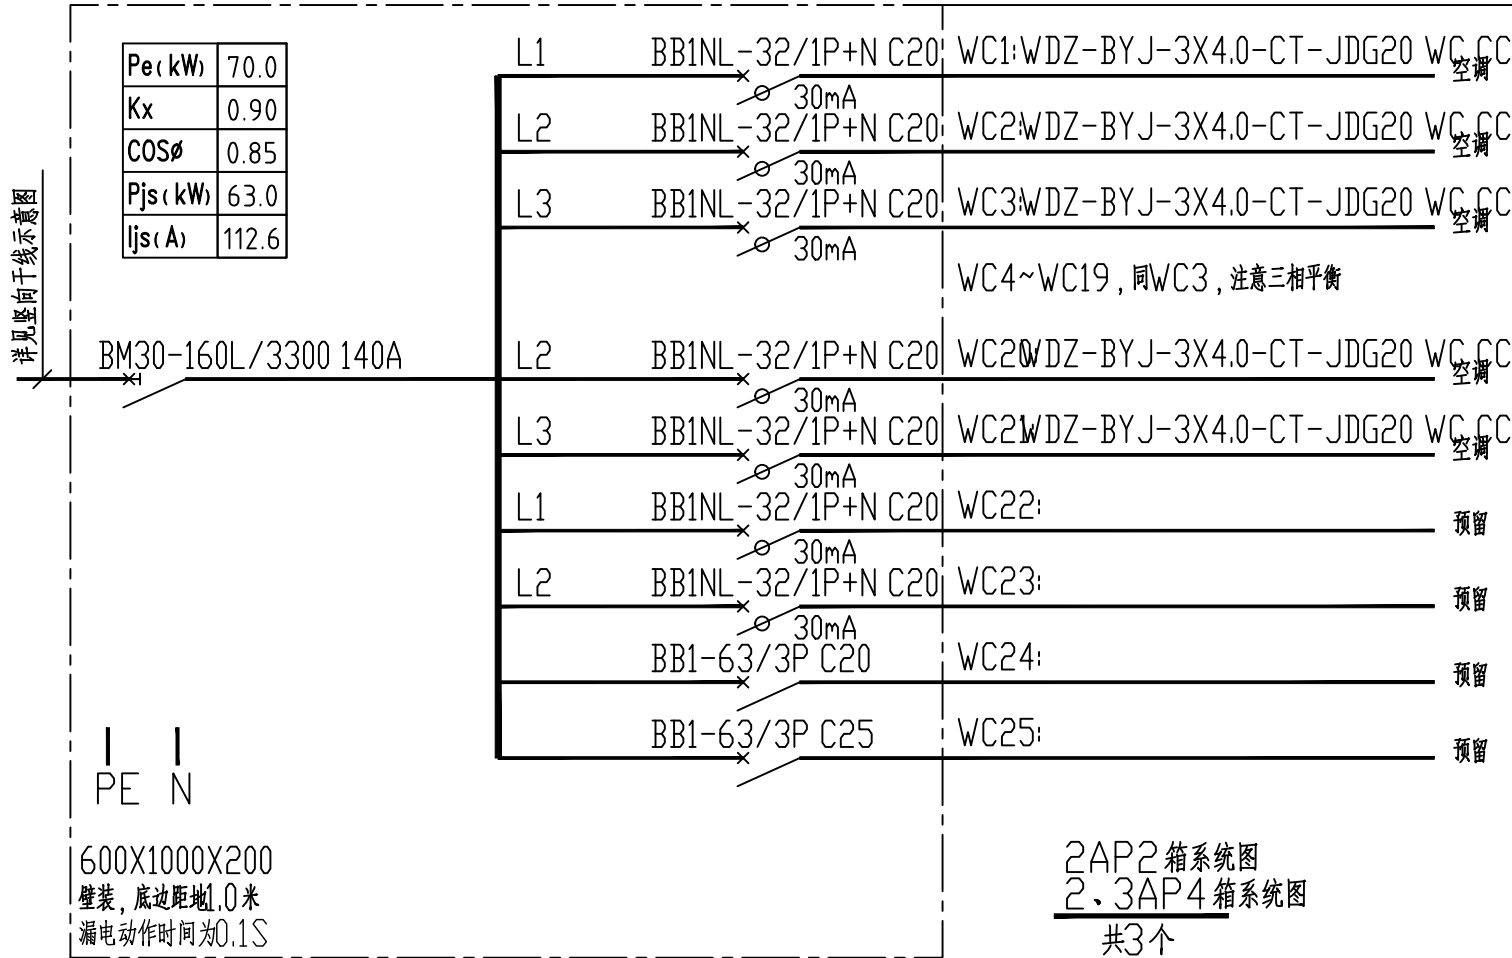 Pe(kW) 70.0
Kx 0.90
COSø 0.85
Pjs(kW) 63.0
Ijs(A) 112.6
详见竖向干线示意图
BM30-160L/3300 140A
L1 BB1NL-32/1P+N C20 WC1:WDZ-BYJ-3X4.0-CT-JDG20 WC CC
30mA 空调
L2 BB1NL-32/1P+N C20 WC2:WDZ-BYJ-3X4.0-CT-JDG20 WC CC
30mA 空调
L3 BB1NL-32/1P+N C20 WC3:WDZ-BYJ-3X4.0-CT-JDG20 WC CC
30mA 空调
WC4~WC19,同WC3,注意三相平衡
L2 BB1NL-32/1P+N C20 WC20:WDZ-BYJ-3X4.0-CT-JDG20 WC CC
30mA 空调
L3 BB1NL-32/1P+N C20 WC21:WDZ-BYJ-3X4.0-CT-JDG20 WC CC
30mA 空调
L1 BB1NL-32/1P+N C20 WC22:
30mA 预留
L2 BB1NL-32/1P+N C20 WC23:
30mA 预留
BB1-63/3P C20 WC24:
预留
BB1-63/3P C25 WC25:
预留
PE N
600X1000X200
壁装,底边距地1.0米
漏电动作时间为0.1S
2AP2箱系统图
2、3AP4箱系统图
共3个